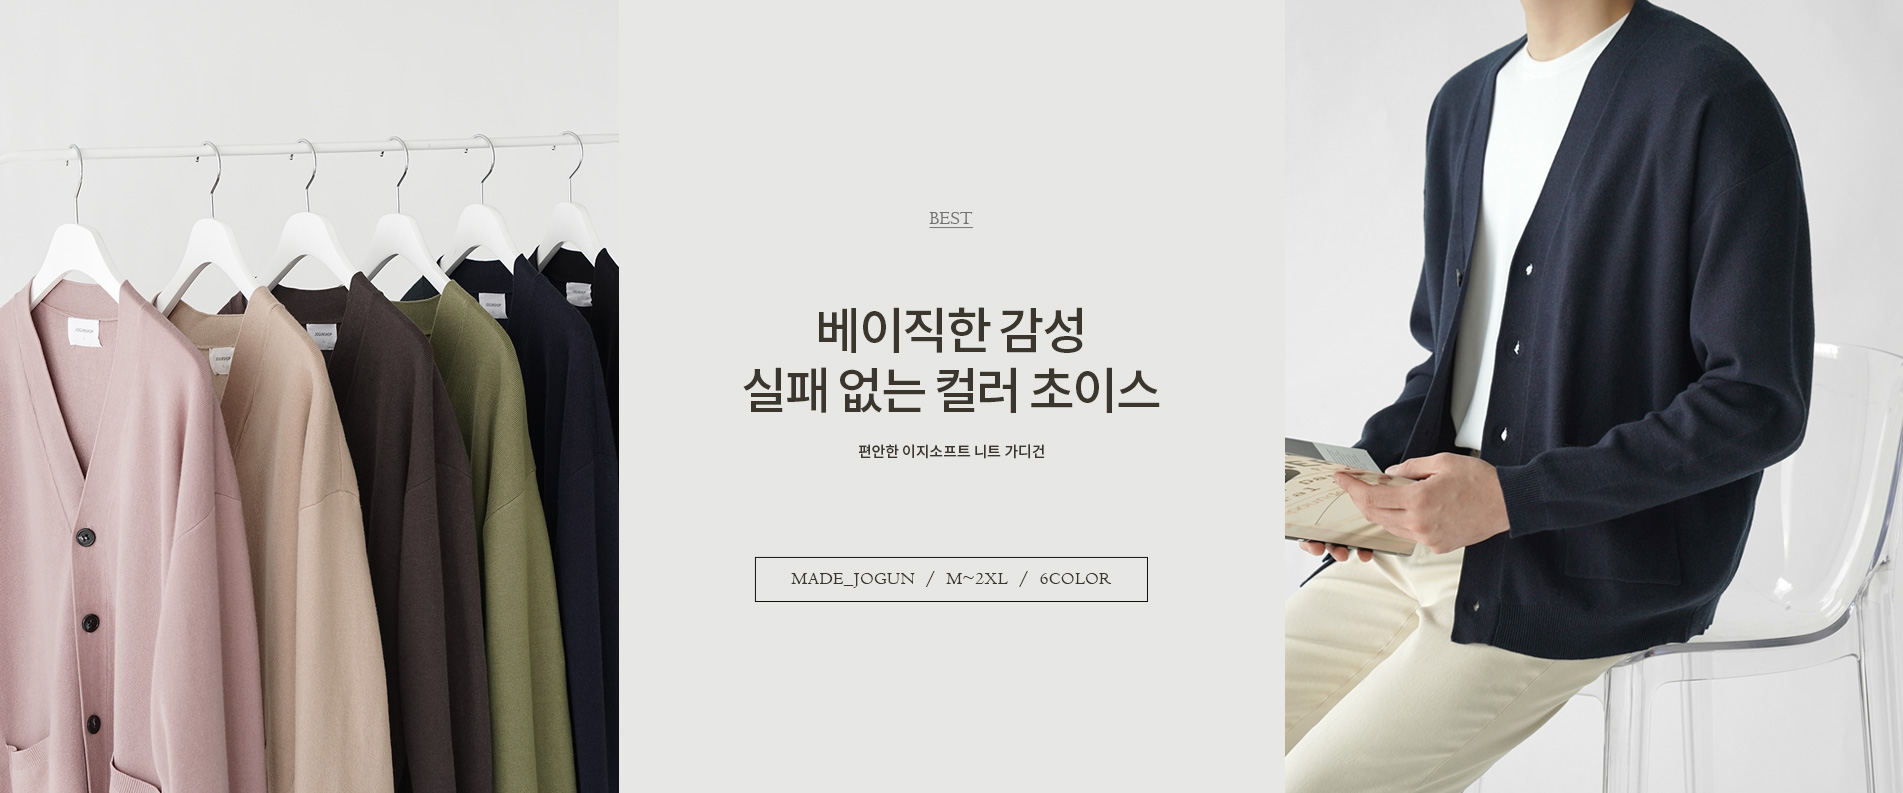 BEST
베이직한 감성
실패 없는 컬러 초이스
편안한 이지소프트 니트 가디건
MADE_JOGUN / M~2XL / 6COLOR